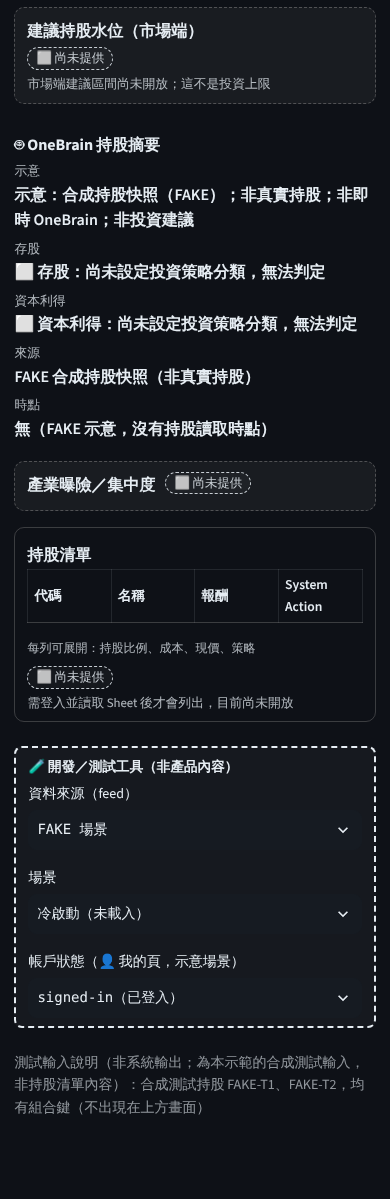 建議持股水位（市場端）
⬜ 尚未提供
市場端建議區間尚未開放；這不是投資上限
OneBrain 持股摘要
示意
示意：合成持股快照（FAKE）；非真實持股；非即
時 OneBrain；非投資建議
存股
⬜ 存股：尚未設定投資策略分類，無法判定
資本利得
⬜ 資本利得：尚未設定投資策略分類，無法判定
來源
FAKE 合成持股快照（非真實持股）
時點
無（FAKE 示意，沒有持股讀取時點）
產業曝險／集中度 ⬜ 尚未提供
持股清單
代碼 名稱 報酬 System Action
每列可展開：持股比例、成本、現價、策略
⬜ 尚未提供
需登入並讀取 Sheet 後才會列出，目前尚未開放
🧪 開發／測試工具（非產品內容）
資料來源（feed）
FAKE 場景
場景
冷啟動（未載入）
帳戶狀態（👤 我的頁，示意場景）
signed-in（已登入）
測試輸入說明（非系統輸出；為本示範的合成測試輸入，
非持股清單內容）：合成測試持股 FAKE-T1、FAKE-T2，均
有組合鍵（不出現在上方畫面）